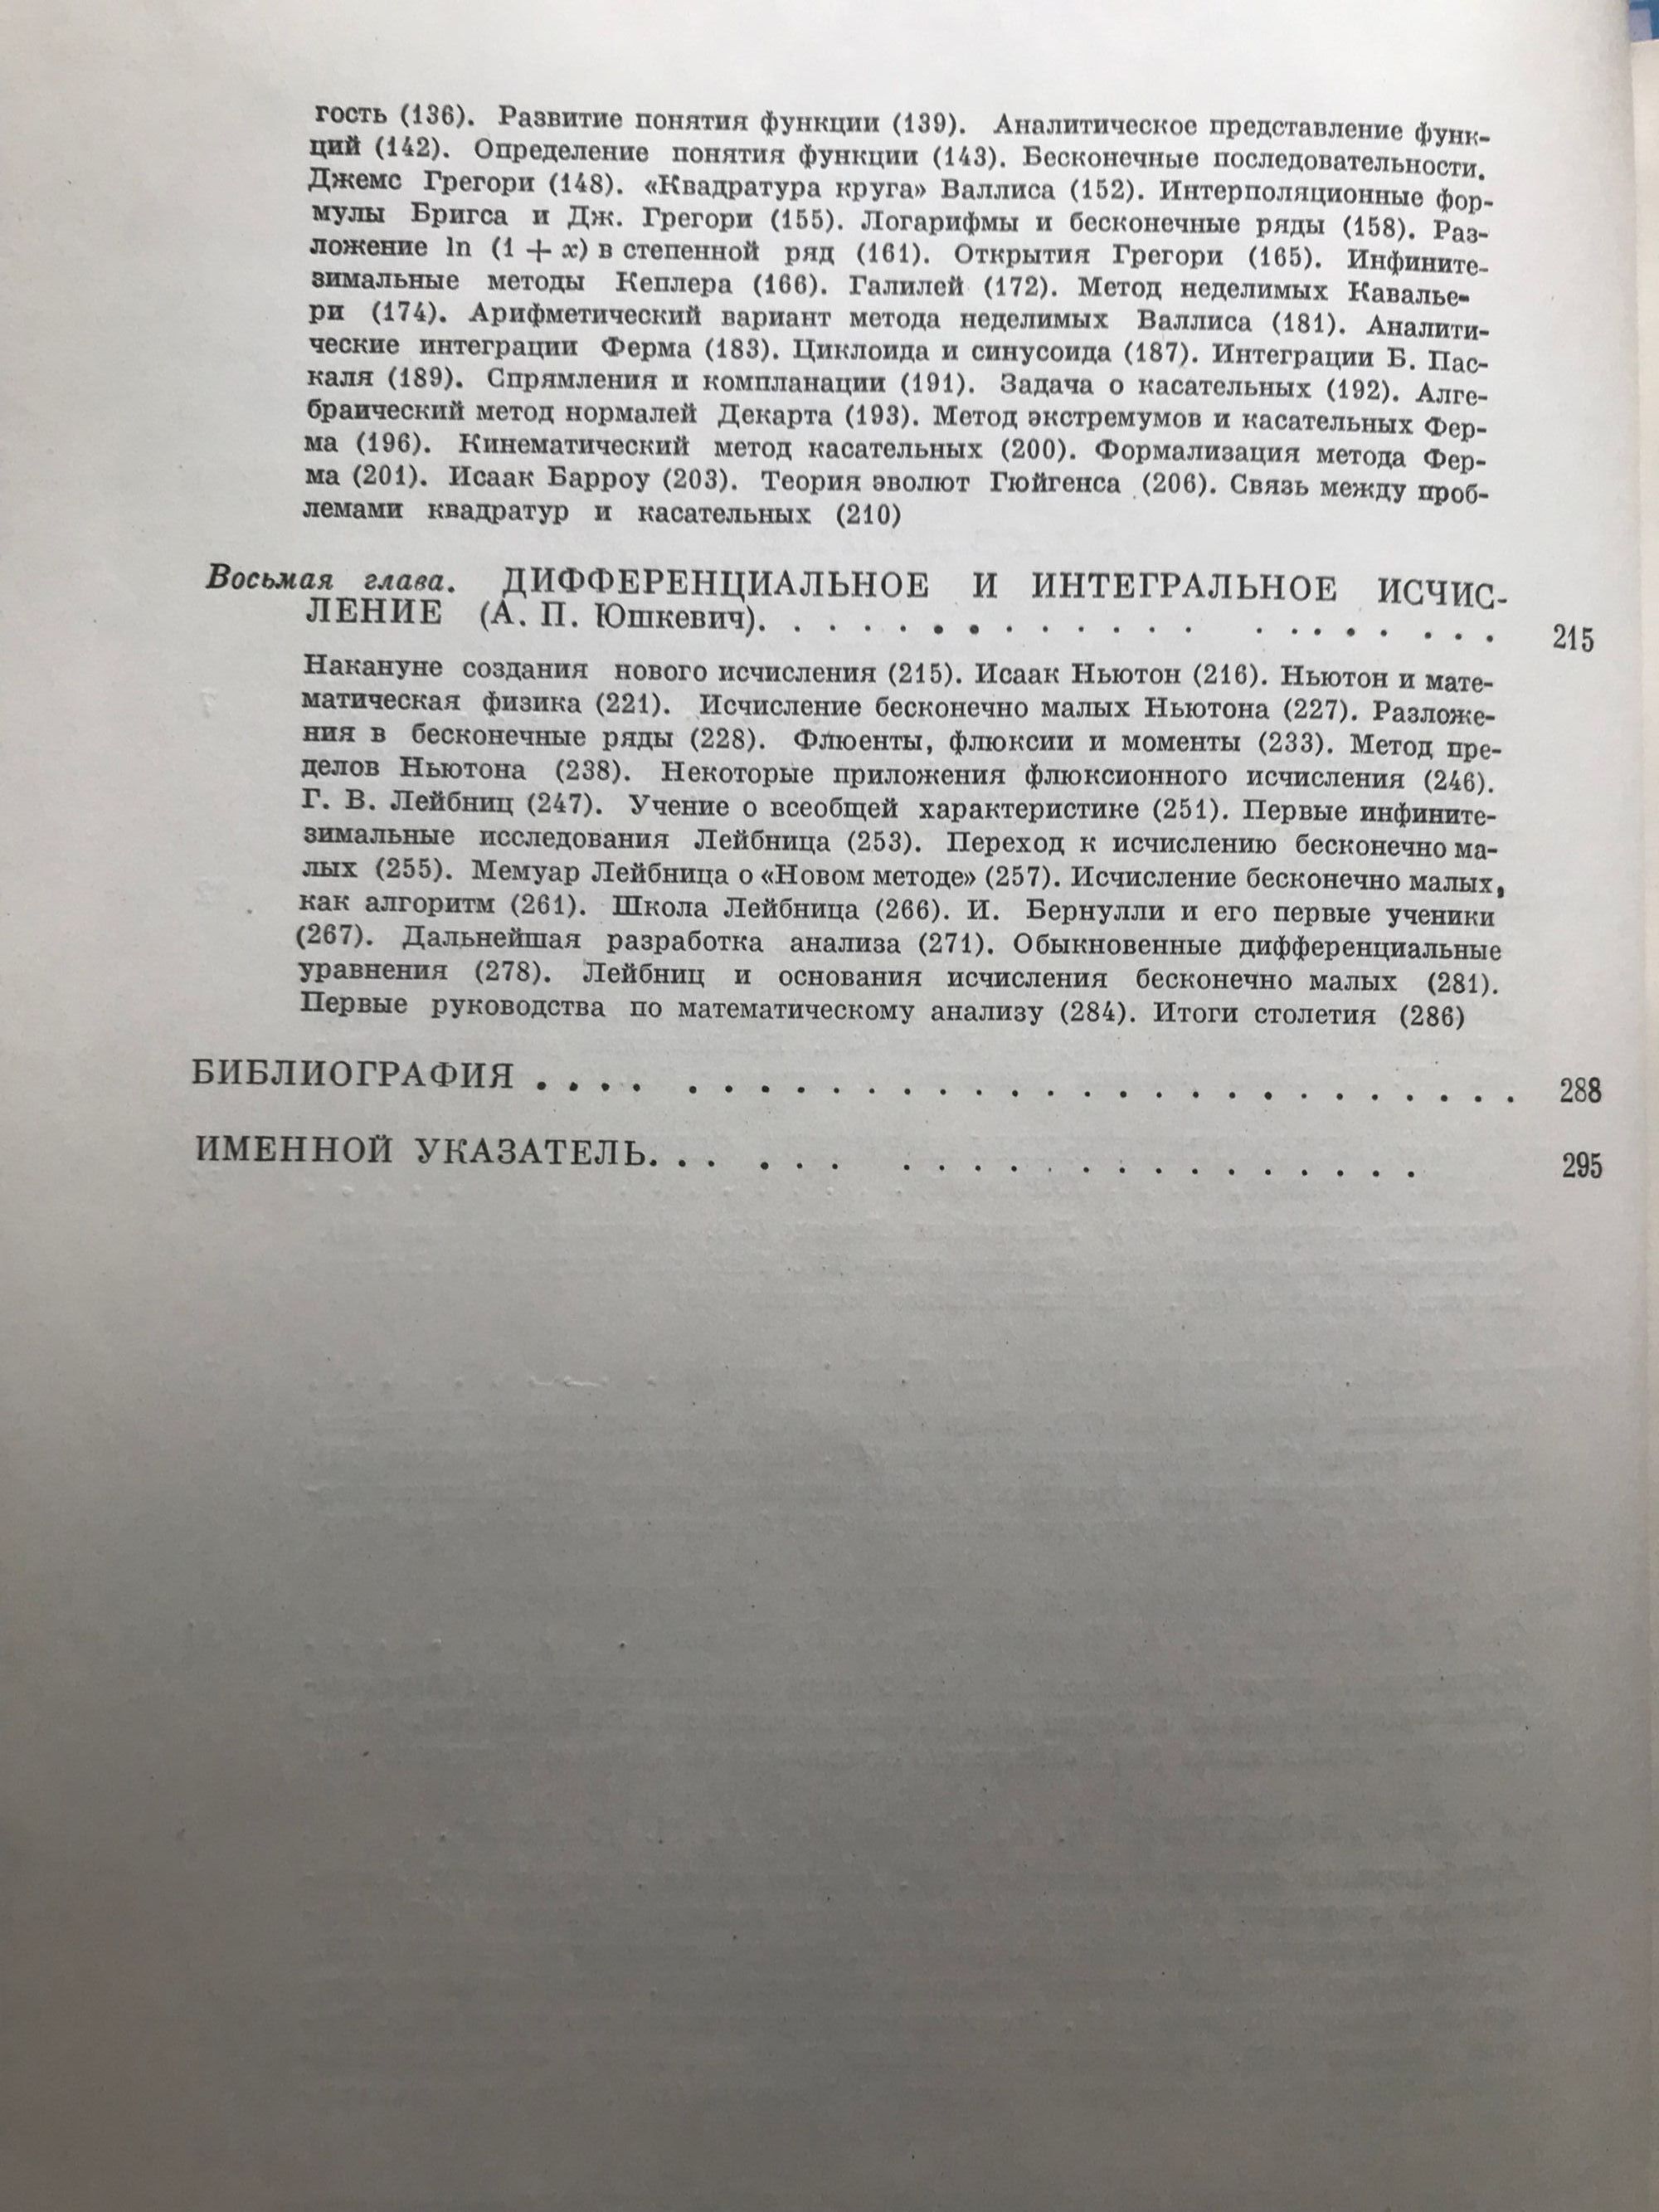 гость (136). Развитие понятия функции (139). Аналитическое представление функ-
ций (142). Определение понятия функции (143). Бесконечные последовательности.
Джемс Грегори (148). «Квадратура круга» Валлиса (152). Интерполяционные фор-
мулы Бригса и Дж. Грегори (155). Логарифмы и бесконечные ряды (158). Раз-
ложение ln (1 + x) в степенной ряд (161). Открытия Грегори (165). Инфините-
зимальные методы Кеплера (166). Галилей (172). Метод неделимых Кавалье-
ри (174). Арифметический вариант метода неделимых Валлиса (181). Аналити-
ческие интеграции Ферма (183). Циклоида и синусоида (187). Интеграции Б. Пас-
каля (189). Спрямления и компланации (191). Задача о касательных (192). Алге-
браический метод нормалей Декарта (193). Метод экстремумов и касательных Фер-
ма (196). Кинематический метод касательных (200). Формализация метода Фер-
ма (201). Исаак Барроу (203). Теория эволют Гюйгенса (206). Связь между проб-
лемами квадратур и касательных (210)
Восьмая глава. ДИФФЕРЕНЦИАЛЬНОЕ И ИНТЕГРАЛЬНОЕ ИСЧИС-
ЛЕНИЕ (А. П. Юшкевич). . . . . . . . . . . . . . . . . . . . . 215
Накануне создания нового исчисления (215). Исаак Ньютон (216). Ньютон и мате-
матическая физика (221). Исчисление бесконечно малых Ньютона (227). Разложе-
ния в бесконечные ряды (228). Флюенты, флюксии и моменты (233). Метод пре-
делов Ньютона (238). Некоторые приложения флюксионного исчисления (246).
Г. В. Лейбниц (247). Учение о всеобщей характеристике (251). Первые инфините-
зимальные исследования Лейбница (253). Переход к исчислению бесконечно ма-
лых (255). Мемуар Лейбница о «Новом методе» (257). Исчисление бесконечно малых,
как алгоритм (261). Школа Лейбница (266). И. Бернулли и его первые ученики
(267). Дальнейшая разработка анализа (271). Обыкновенные дифференциальные
уравнения (278). Лейбниц и основания исчисления бесконечно малых (281).
Первые руководства по математическому анализу (284). Итоги столетия (286)
БИБЛИОГРАФИЯ . . . . . . . . . . . . . . . . . . . . . . . . . . . . 288
ИМЕННОЙ УКАЗАТЕЛЬ. . . . . . . . . . . . . . . . . . . . . 295